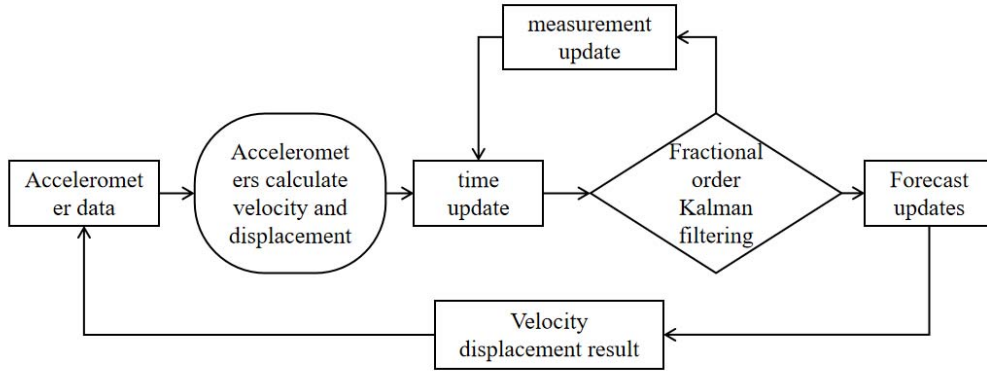 measurement
update
Acceleromet
er data
Acceleromet
ers calculate
velocity and
displacement
time
update
Fractional
order
Kalman
filtering
Forecast
updates
Velocity
displacement result